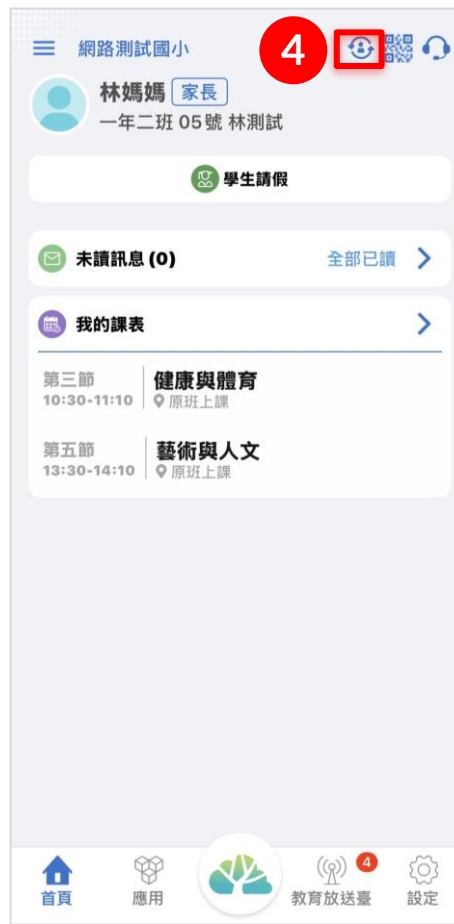 網路測試國小
4
林媽媽 家長
一年二班 05號 林測試
學生請假
未讀訊息 (0) 全部已讀
我的課表
第三節 健康與體育
10:30-11:10 原班上課
第五節 藝術與人文
13:30-14:10 原班上課
4
首頁 應用 教育放送臺 設定